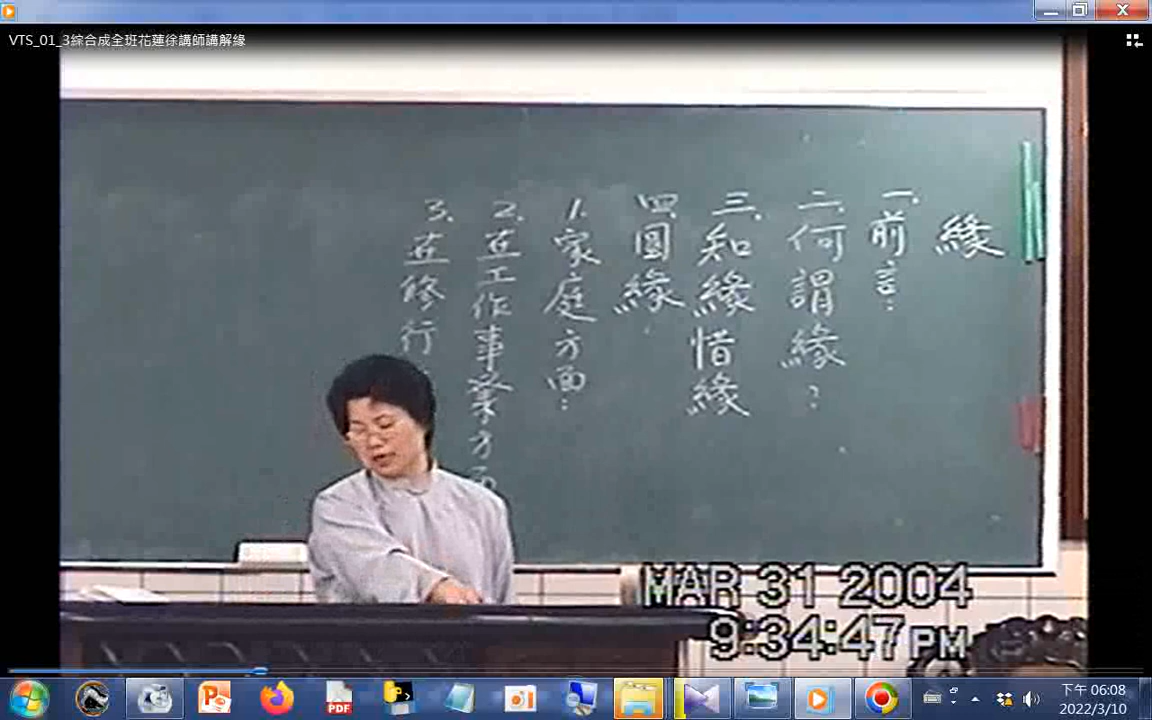 VTS_01_3綜合成全班花蓮徐講師講解緣
緣
一.前言:
二.何謂緣?
三.知緣惜緣
四.圓緣
1.家庭方面:
2.在工作事業方面
3.在修行
MAR 31 2004
9:34:47PM
PDF
下午 06:08
2022/3/10